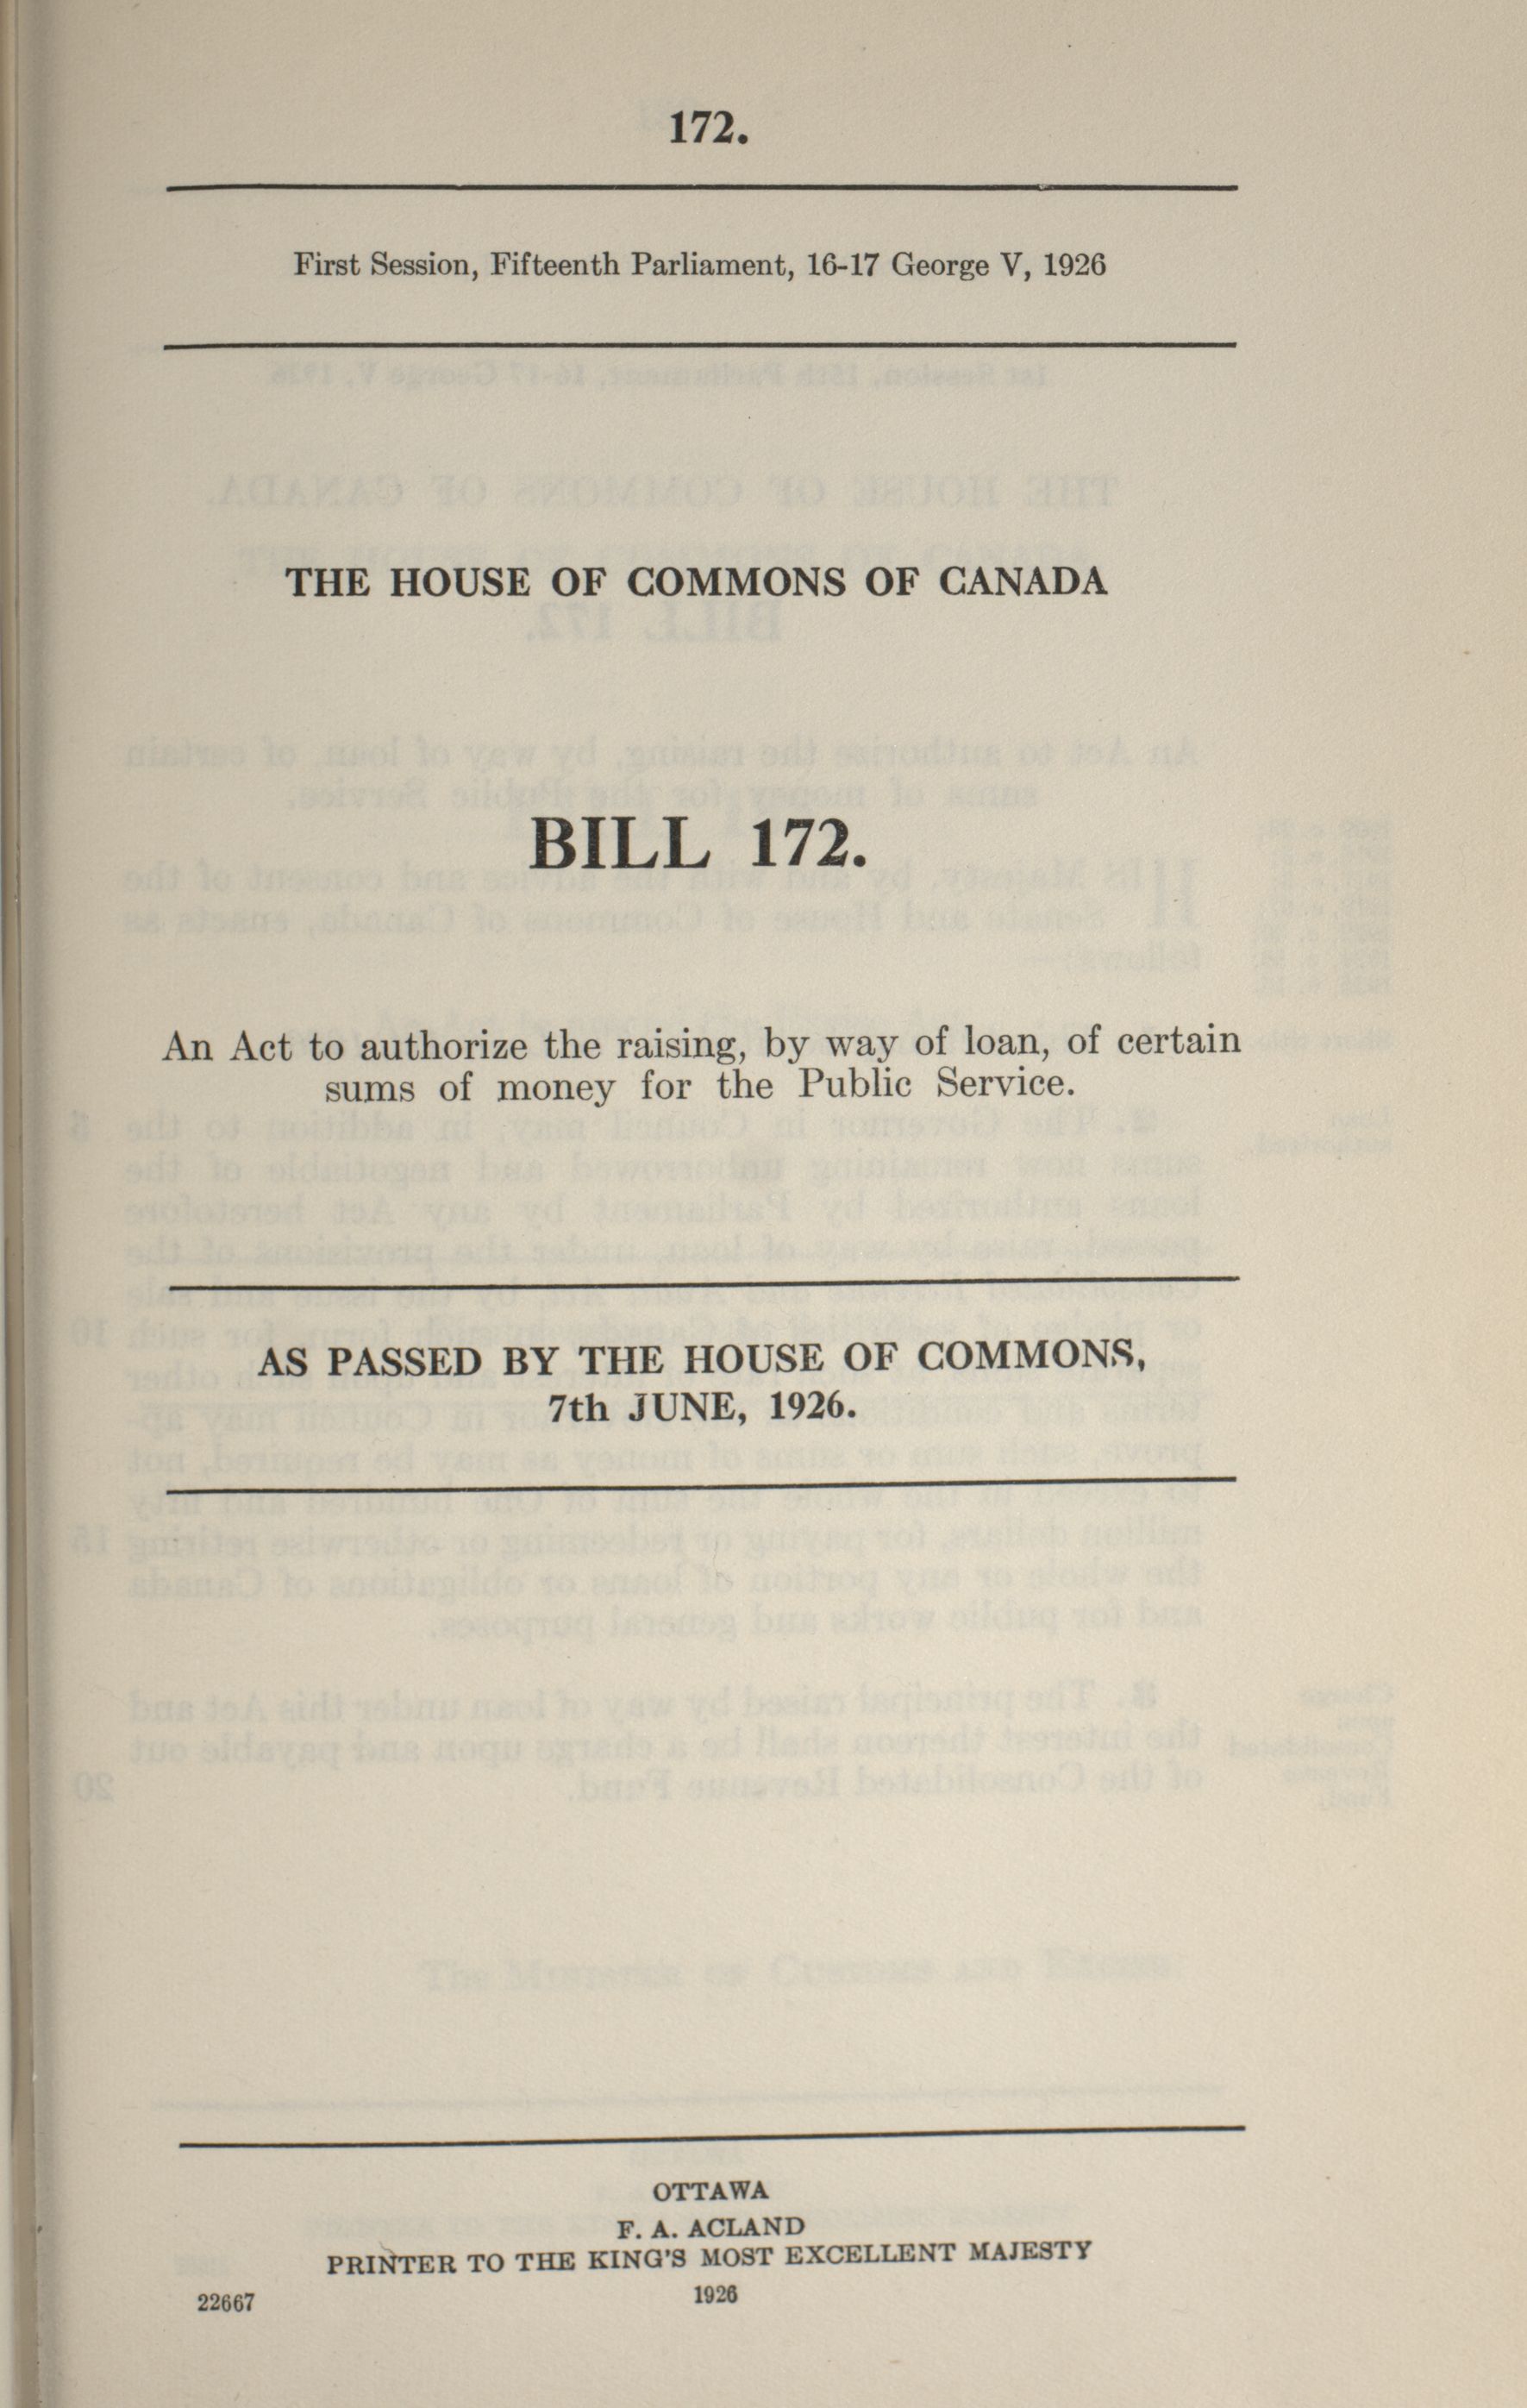 172.
First Session, Fifteenth Parliament, 16-17 George V, 1926
THE HOUSE OF COMMONS OF CANADA
BILL 172.
An Act to authorize the raising, by way of loan, of certain
sums of money for the Public Service.
AS PASSED BY THE HOUSE OF COMMONS,
7th JUNE, 1926.
OTTAWA
F. A. ACLAND
PRINTER TO THE KING'S MOST EXCELLENT MAJESTY
22667 1926